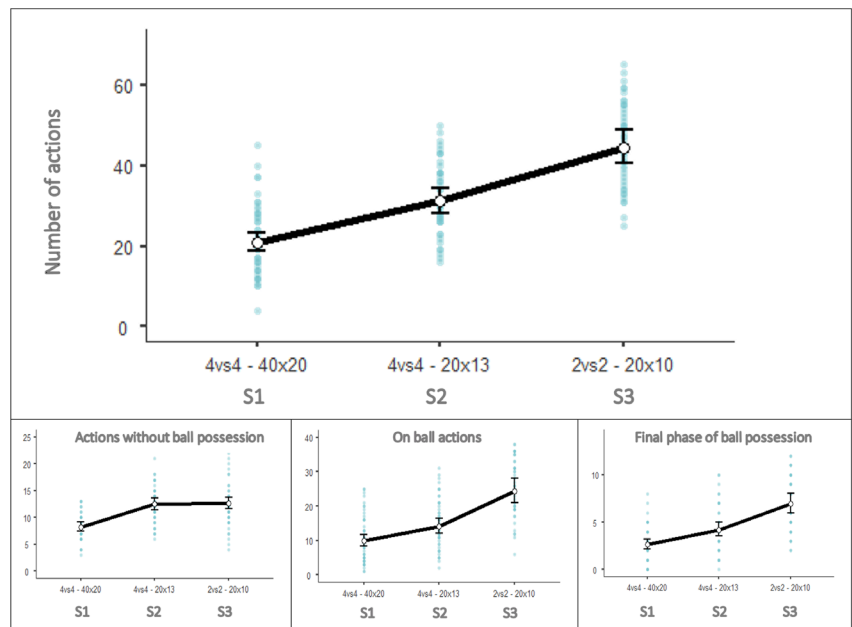 Number of actions
60
40
20
0
4vs4 - 40x20 4vs4 - 20x13 2vs2 - 20x10
S1 S2 S3
Actions without ball possession
25
20
15
10
5
0
4vs4 - 40x20 4vs4 - 20x13 2vs2 - 20x10
S1 S2 S3
On ball actions
40
30
20
10
0
4vs4 - 40x20 4vs4 - 20x13 2vs2 - 20x10
S1 S2 S3
Final phase of ball possession
10
5
0
4vs4 - 40x20 4vs4 - 20x13 2vs2 - 20x10
S1 S2 S3